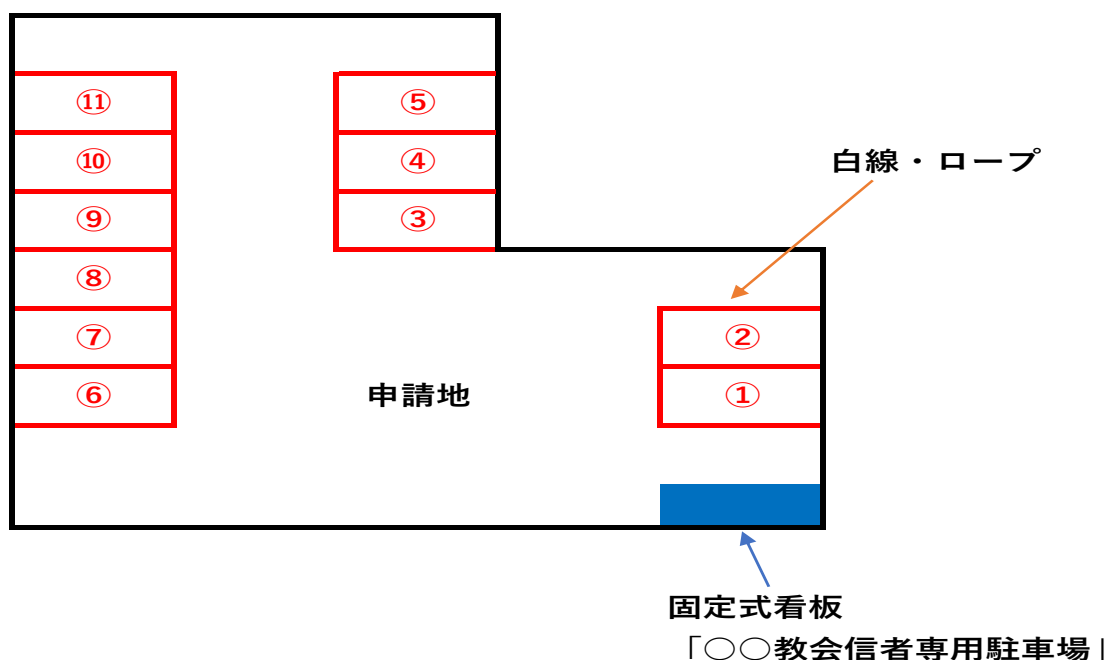 ⑪
⑤
⑩
④
白線・ロープ
⑨
③
⑧
⑦
②
⑥
申請地
①
固定式看板
「○○教会信者専用駐車場」